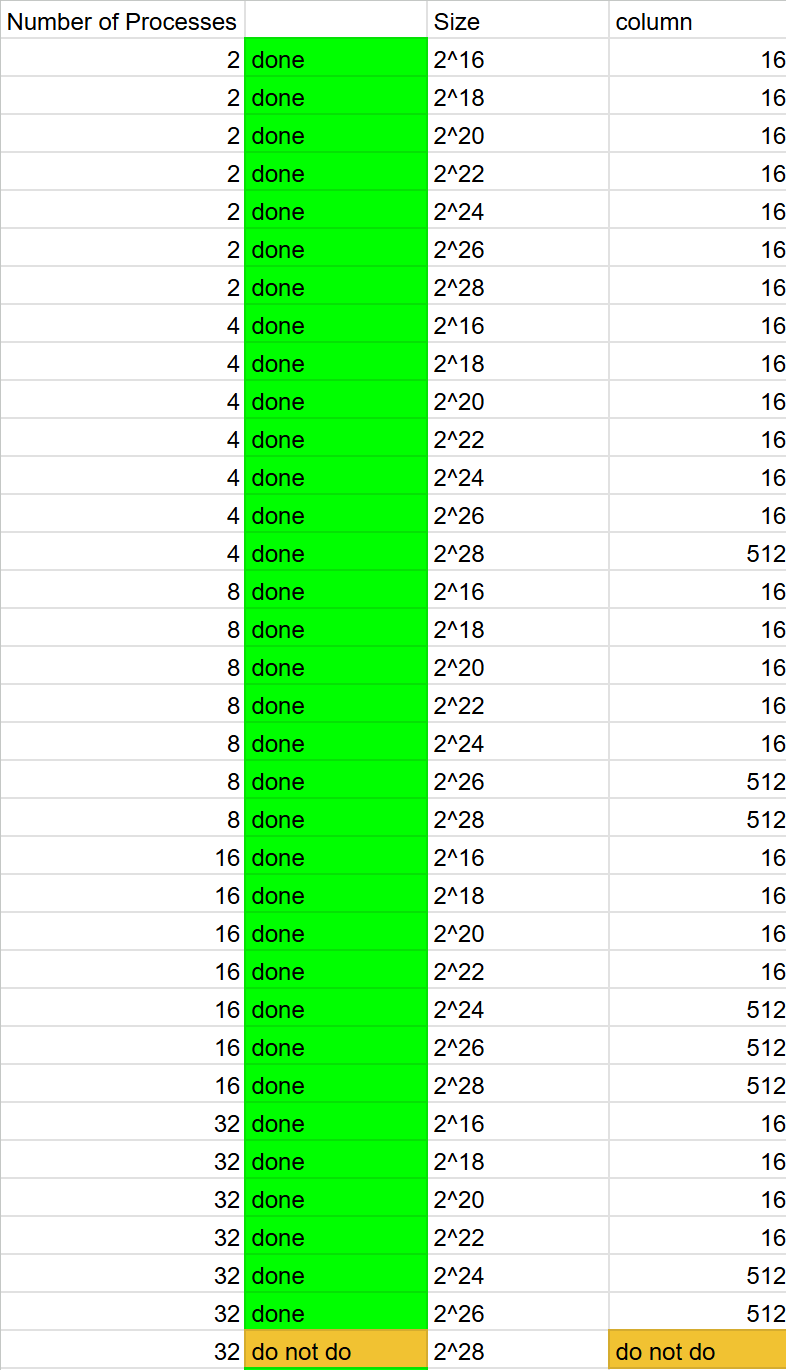 Number of Processes Size column
2 done 2^16 16
2 done 2^18 16
2 done 2^20 16
2 done 2^22 16
2 done 2^24 16
2 done 2^26 16
2 done 2^28 16
4 done 2^16 16
4 done 2^18 16
4 done 2^20 16
4 done 2^22 16
4 done 2^24 16
4 done 2^26 16
4 done 2^28 512
8 done 2^16 16
8 done 2^18 16
8 done 2^20 16
8 done 2^22 16
8 done 2^24 16
8 done 2^26 512
8 done 2^28 512
16 done 2^16 16
16 done 2^18 16
16 done 2^20 16
16 done 2^22 16
16 done 2^24 512
16 done 2^26 512
16 done 2^28 512
32 done 2^16 16
32 done 2^18 16
32 done 2^20 16
32 done 2^22 16
32 done 2^24 512
32 done 2^26 512
32 do not do 2^28 do not do